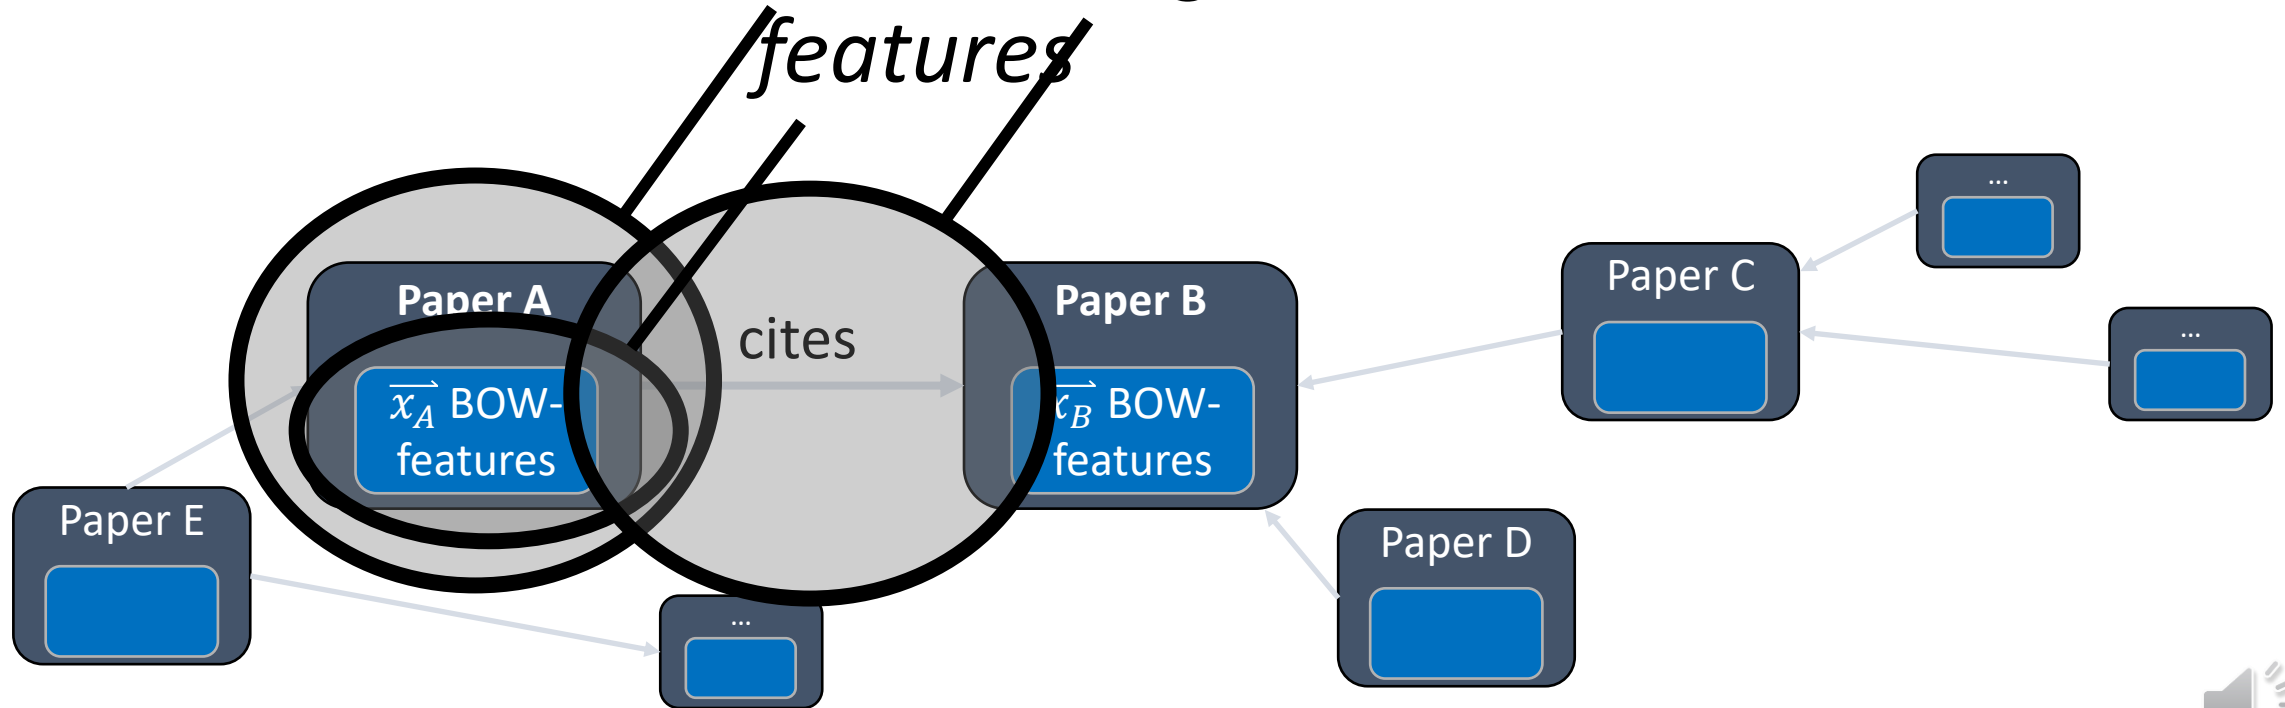 features
...
Paper C
Paper A
Paper B
cites
...
x_A BOW-
features
x_B BOW-
features
Paper E
Paper D
...